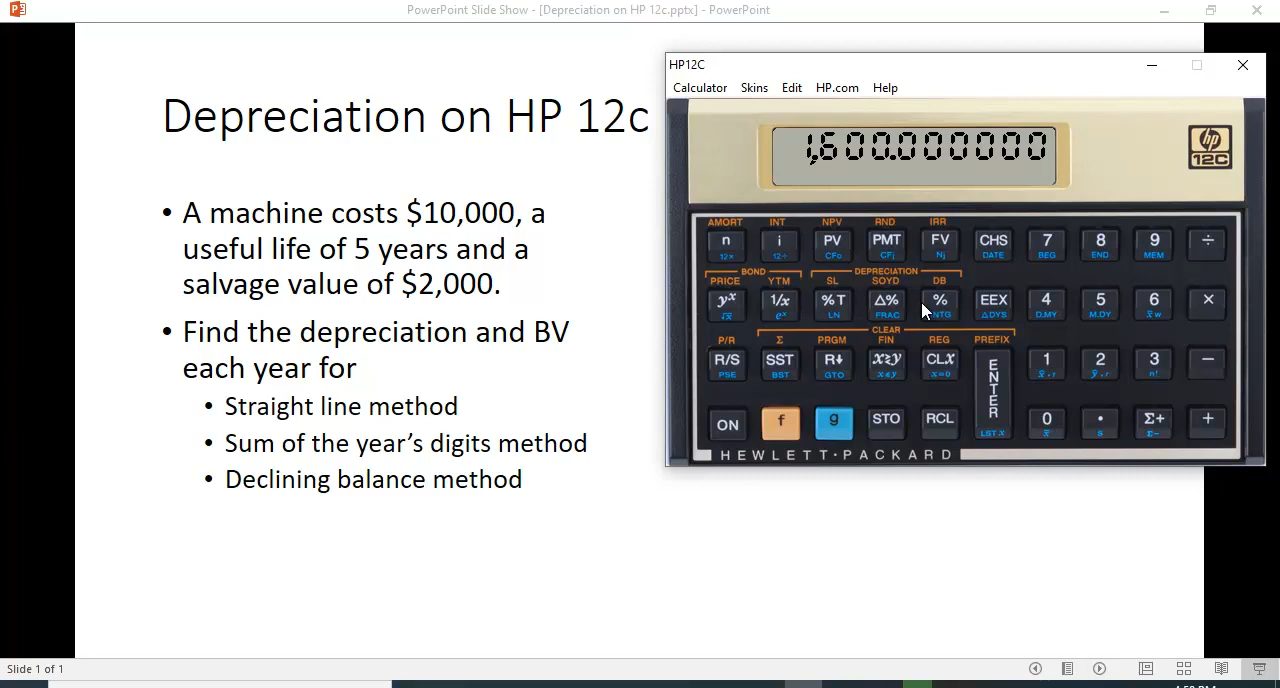 PowerPoint Slide Show - [Depreciation on HP 12c.pptx] - PowerPoint
Depreciation on HP 12c
• A machine costs $10,000, a
useful life of 5 years and a
salvage value of $2,000.
• Find the depreciation and BV
each year for
• Straight line method
• Sum of the year's digits method
• Declining balance method
HP12C
Calculator Skins Edit HP.com Help
1,600.000000
hp
12C
AMORT INT NPV RND IRR
n i PV PMT FV CHS 7 8 9 ÷
12× 12÷ CFo CFj Nj DATE BEG END MEM
BOND DEPRECIATION
PRICE YTM SL SOYD DB
yx 1/x %T Δ% % EEX 4 5 6 ×
√x ex LN FRAC NTG ΔDYS D.MY M.DY x̄w
CLEAR
P/R Σ PRGM FIN REG PREFIX
R/S SST R↓ x≷y CLx ENTER 1 2 3 −
PSE BST GTO x≤y x=0 x̂,r ŷ,r n!
ON f g STO RCL 0 • Σ+ +
LST x x̄ s Σ−
HEWLETT·PACKARD
Slide 1 of 1